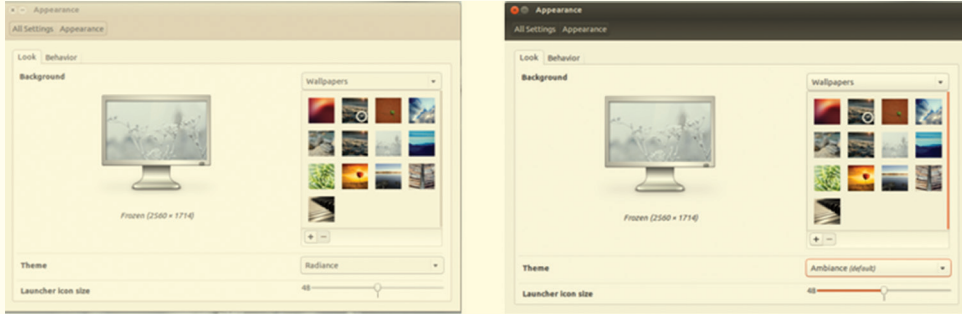 Appearance
All Settings Appearance
Look Behavior
Background
Wallpapers
Frozen (2560 × 1714)
+ −
Theme
Radiance
Launcher icon size
48
Appearance
All Settings Appearance
Look Behavior
Background
Wallpapers
Frozen (2560 × 1714)
+ −
Theme
Ambiance (default)
Launcher icon size
48